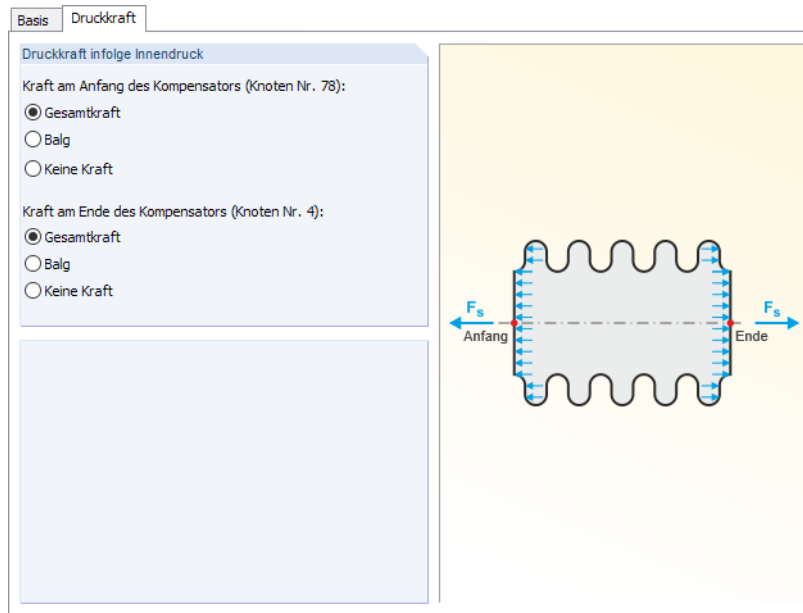 Basis Druckkraft
Druckkraft infolge Innendruck
Kraft am Anfang des Kompensators (Knoten Nr. 78):
Gesamtkraft
Balg
Keine Kraft
Kraft am Ende des Kompensators (Knoten Nr. 4):
Gesamtkraft
Balg
Keine Kraft
Fs Fs
Anfang Ende